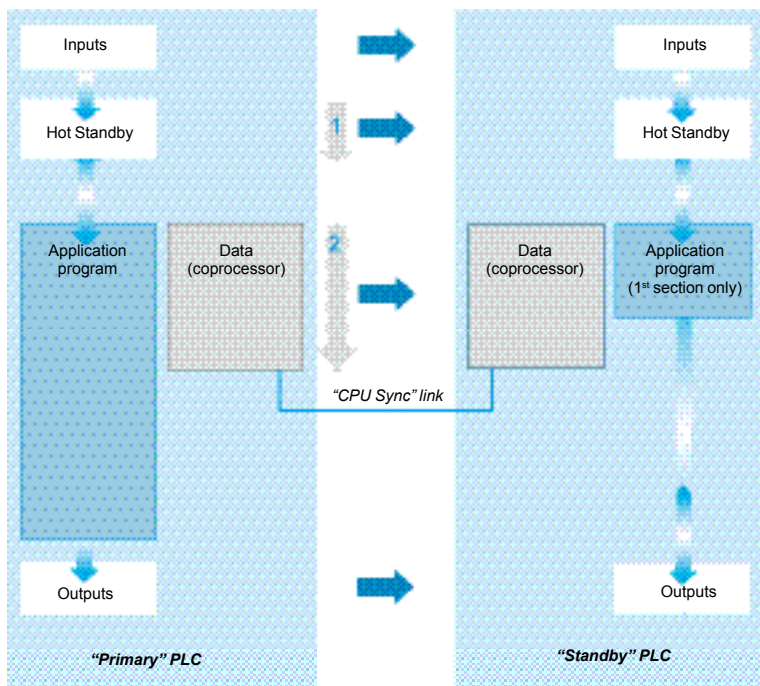 Inputs
Inputs
Hot Standby
1
Hot Standby
Application
program
Data
(coprocessor)
2
Data
(coprocessor)
Application
program
(1st section only)
“CPU Sync” link
Outputs
Outputs
“Primary” PLC
“Standby” PLC